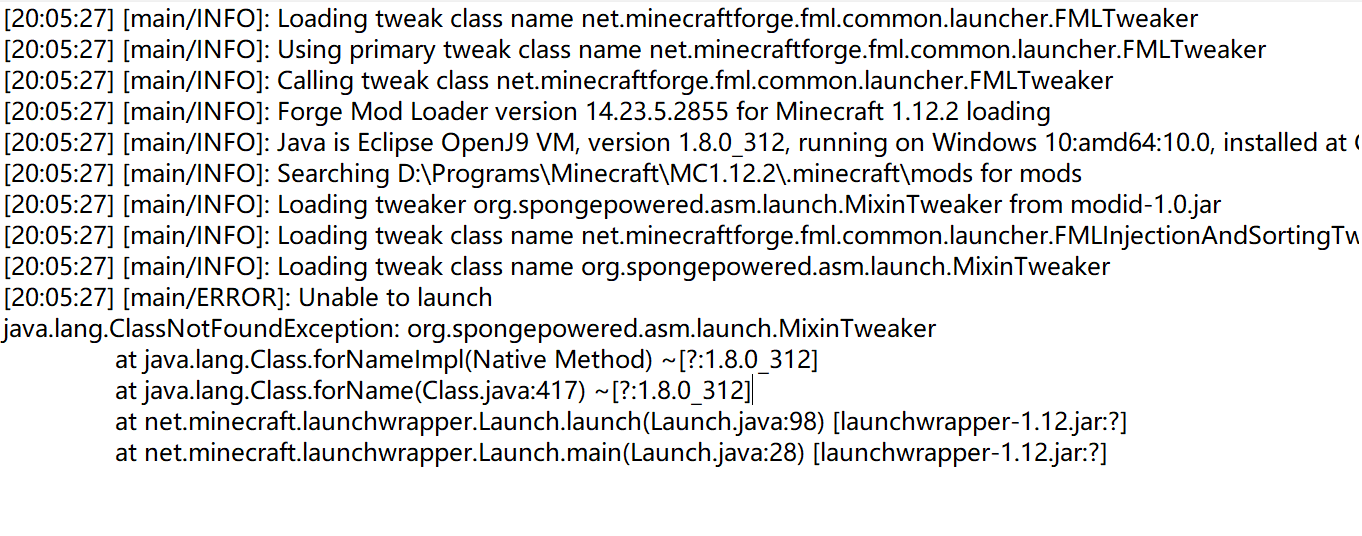 [20:05:27] [main/INFO]: Loading tweak class name net.minecraftforge.fml.common.launcher.FMLTweaker
[20:05:27] [main/INFO]: Using primary tweak class name net.minecraftforge.fml.common.launcher.FMLTweaker
[20:05:27] [main/INFO]: Calling tweak class net.minecraftforge.fml.common.launcher.FMLTweaker
[20:05:27] [main/INFO]: Forge Mod Loader version 14.23.5.2855 for Minecraft 1.12.2 loading
[20:05:27] [main/INFO]: Java is Eclipse OpenJ9 VM, version 1.8.0_312, running on Windows 10:amd64:10.0, installed at
[20:05:27] [main/INFO]: Searching D:\Programs\Minecraft\MC1.12.2\.minecraft\mods for mods
[20:05:27] [main/INFO]: Loading tweaker org.spongepowered.asm.launch.MixinTweaker from modid-1.0.jar
[20:05:27] [main/INFO]: Loading tweak class name net.minecraftforge.fml.common.launcher.FMLInjectionAndSortingTw
[20:05:27] [main/INFO]: Loading tweak class name org.spongepowered.asm.launch.MixinTweaker
[20:05:27] [main/ERROR]: Unable to launch
java.lang.ClassNotFoundException: org.spongepowered.asm.launch.MixinTweaker
at java.lang.Class.forNameImpl(Native Method) ~[?:1.8.0_312]
at java.lang.Class.forName(Class.java:417) ~[?:1.8.0_312]
at net.minecraft.launchwrapper.Launch.launch(Launch.java:98) [launchwrapper-1.12.jar:?]
at net.minecraft.launchwrapper.Launch.main(Launch.java:28) [launchwrapper-1.12.jar:?]